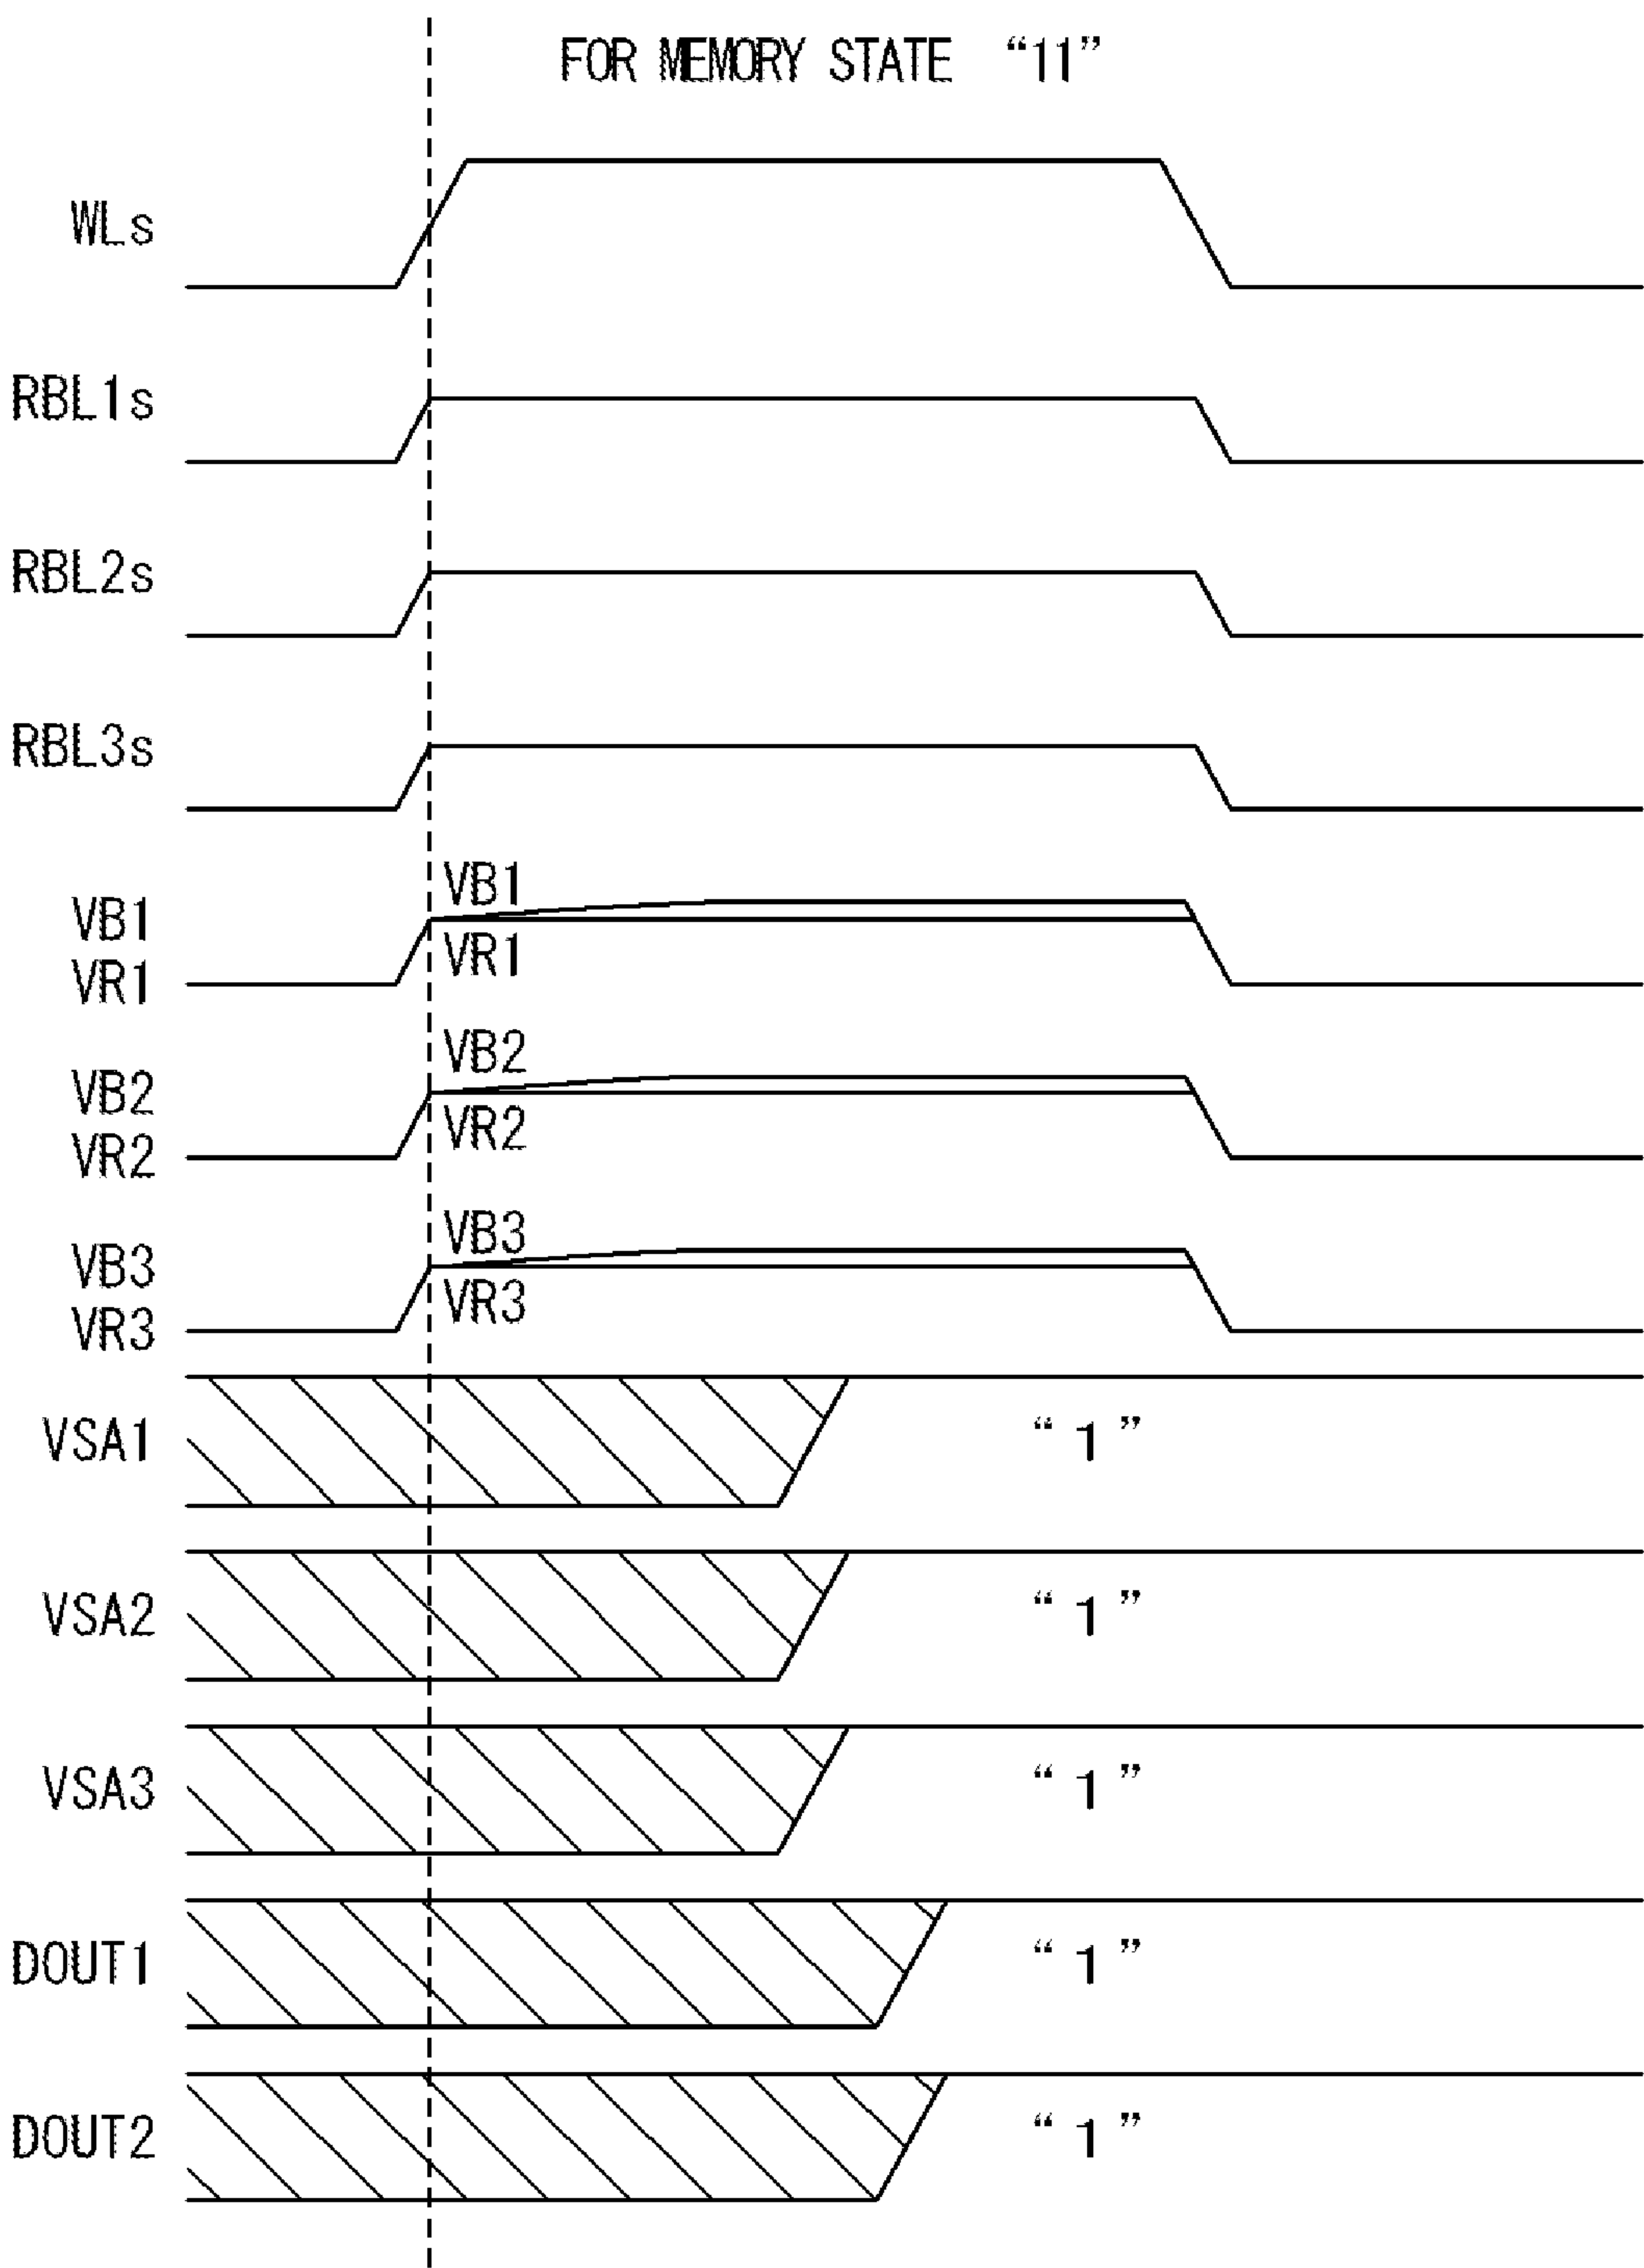 FOR MEMORY STATE “11”
WLs
RBL1s
RBL2s
RBL3s
VB1
VB1
VR1
VR1
VB2
VB2
VR2
VR2
VB3
VB3
VR3
VR3
VSA1 “1”
VSA2 “1”
VSA3 “1”
DOUT1 “1”
DOUT2 “1”